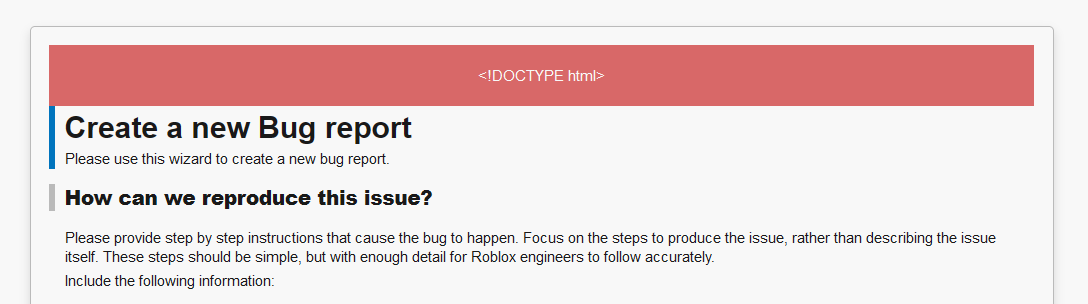 <!DOCTYPE html>
Create a new Bug report
Please use this wizard to create a new bug report.
How can we reproduce this issue?
Please provide step by step instructions that cause the bug to happen. Focus on the steps to produce the issue, rather than describing the issue
itself. These steps should be simple, but with enough detail for Roblox engineers to follow accurately.
Include the following information: